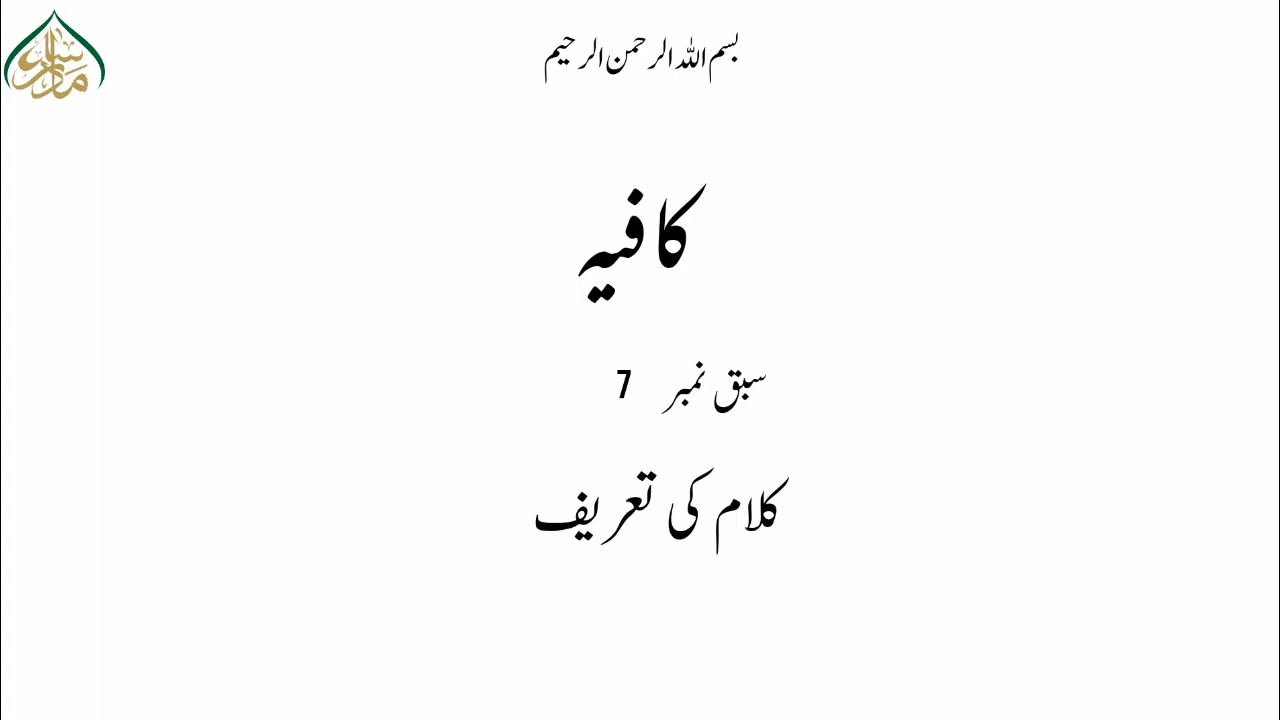 بسم اللہ الرحمن الرحیم
کافیہ
سبق نمبر 7
کلام کی تعریف